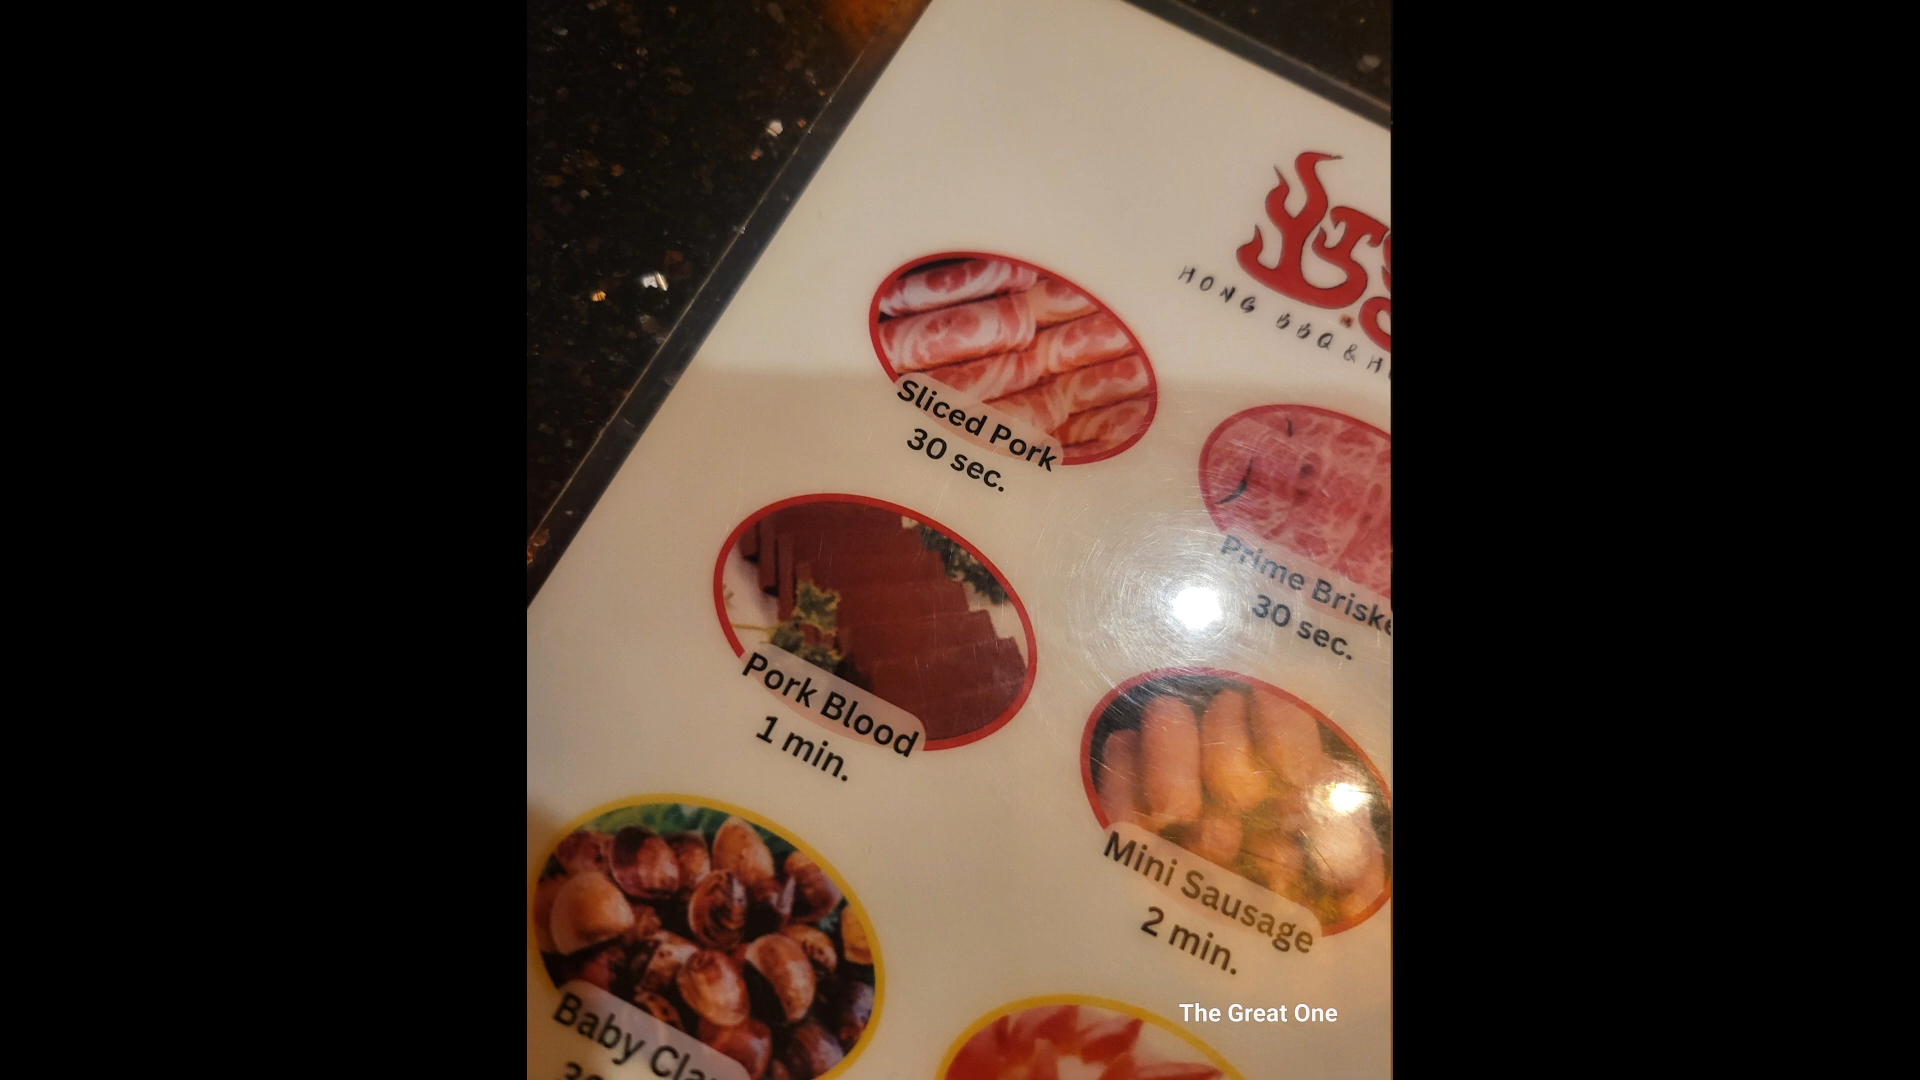 HONG BBQ & H
Sliced Pork
30 sec.
Prime Briske
30 sec.
Pork Blood
1 min.
Mini Sausage
2 min.
Baby Cla
The Great One